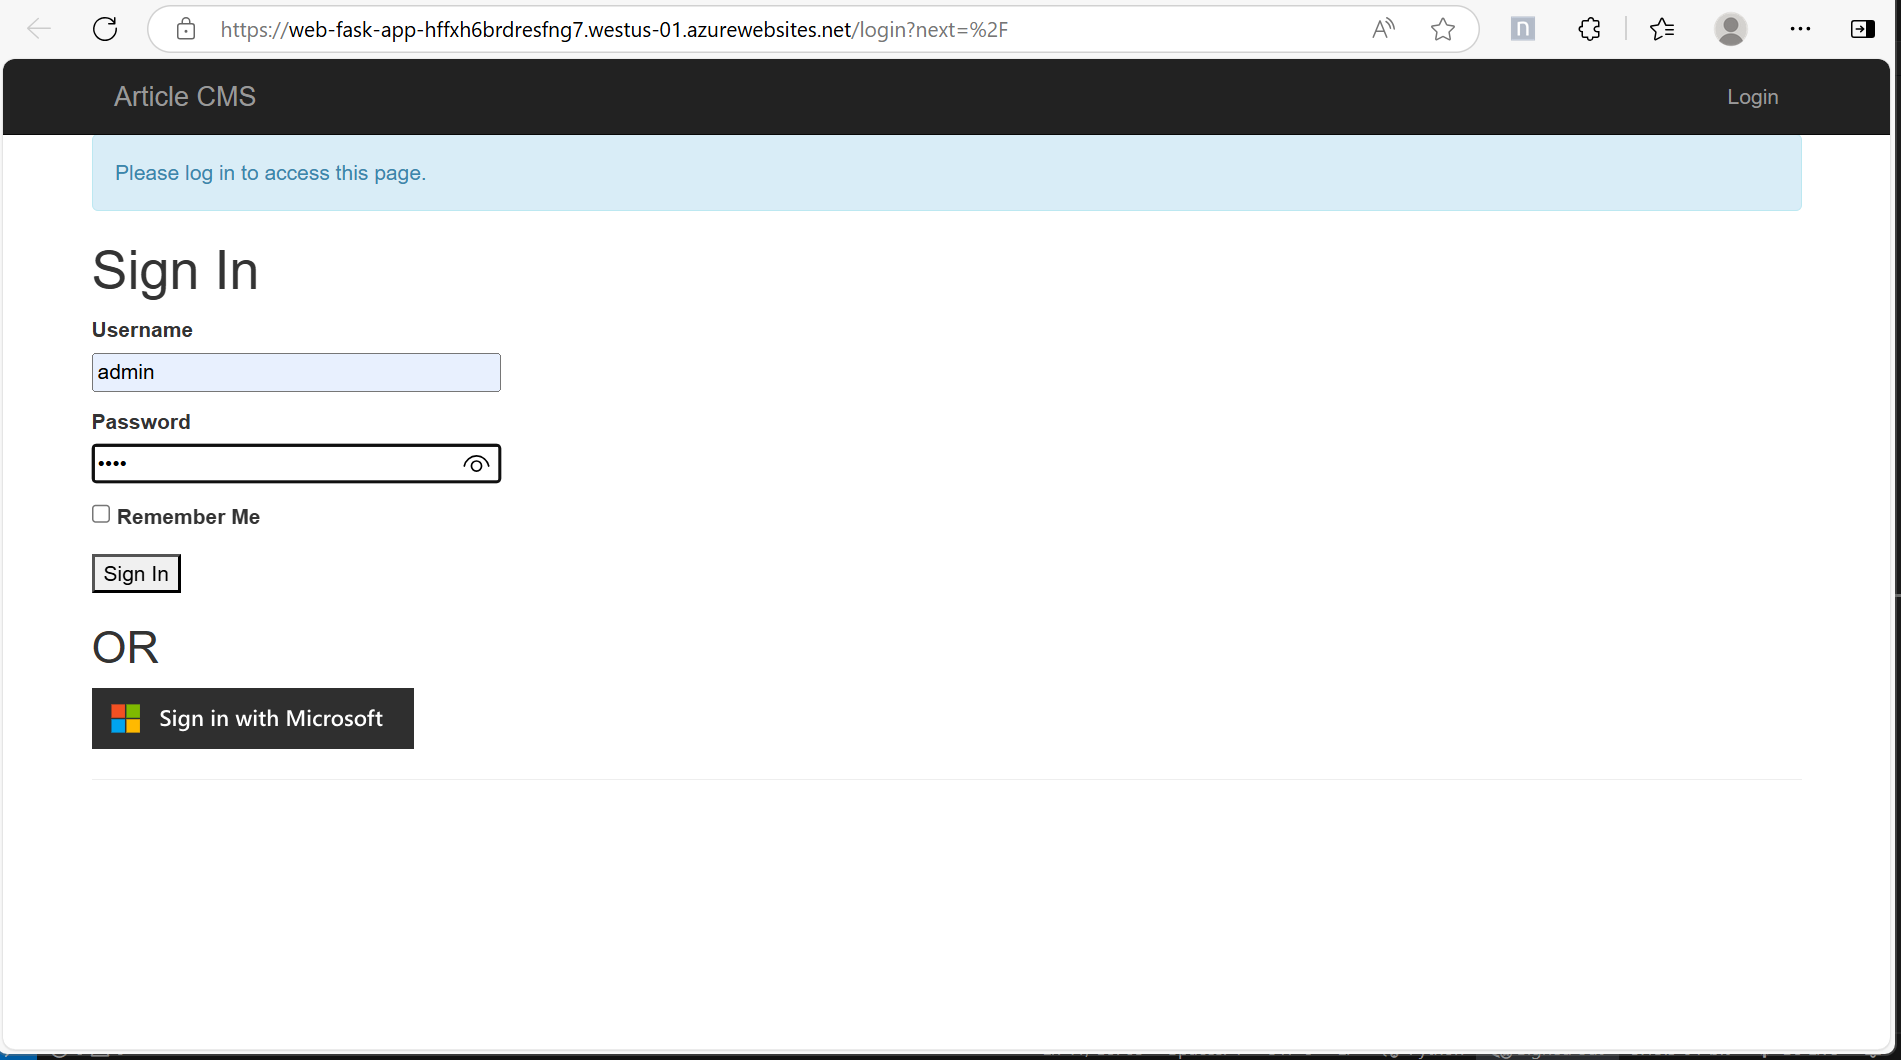 https://web-fask-app-hffxh6brdresfng7.westus-01.azurewebsites.net/login?next=%2F
Article CMS
Login
Please log in to access this page.
Sign In
Username
admin
Password
••••
Remember Me
Sign In
OR
Sign in with Microsoft